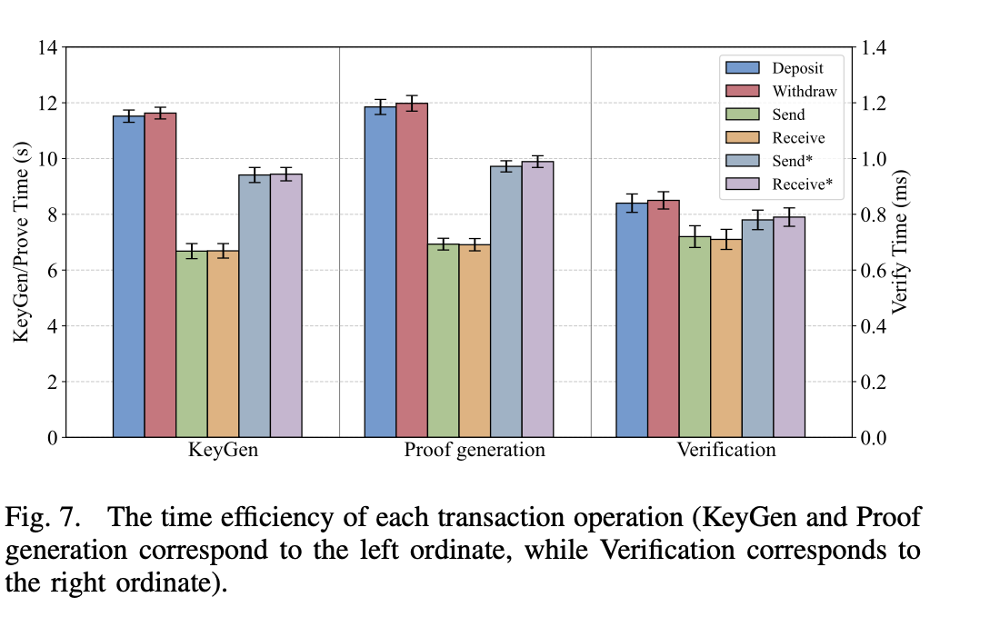 14
12
10
8
6
4
2
0
KeyGen/Prove Time (s)
1.4
1.2
1.0
0.8
0.6
0.4
0.2
0.0
Verify Time (ms)
Deposit
Withdraw
Send
Receive
Send*
Receive*
KeyGen
Proof generation
Verification
Fig. 7. The time efficiency of each transaction operation (KeyGen and Proof
generation correspond to the left ordinate, while Verification corresponds to
the right ordinate).